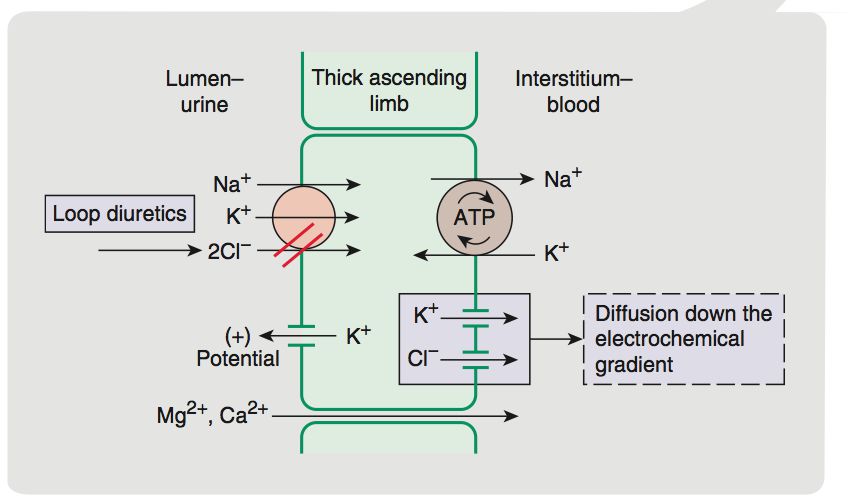 Lumen–
urine
Thick ascending
limb
Interstitium–
blood
Loop diuretics
Na⁺
K⁺
2Cl⁻
ATP
Na⁺
K⁺
(+)
Potential
K⁺
K⁺
Cl⁻
Diffusion down the
electrochemical
gradient
Mg²⁺, Ca²⁺